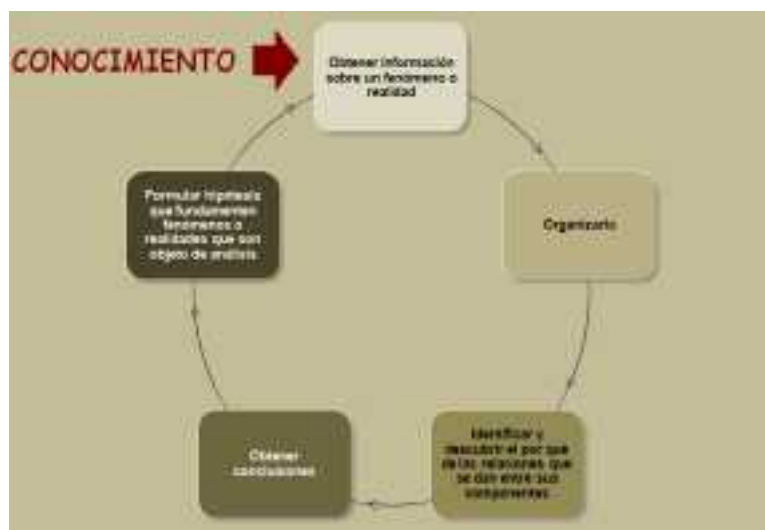 CONOCIMIENTO
Obtener información
sobre un fenómeno o
realidad
Organizarlo
Identificar y
descubrir el por que
de las relaciones que
se dan entre sus
componentes
Obtener
conclusiones
Formular hipótesis
que fundamenten
fenómenos o
realidades que son
objeto de análisis